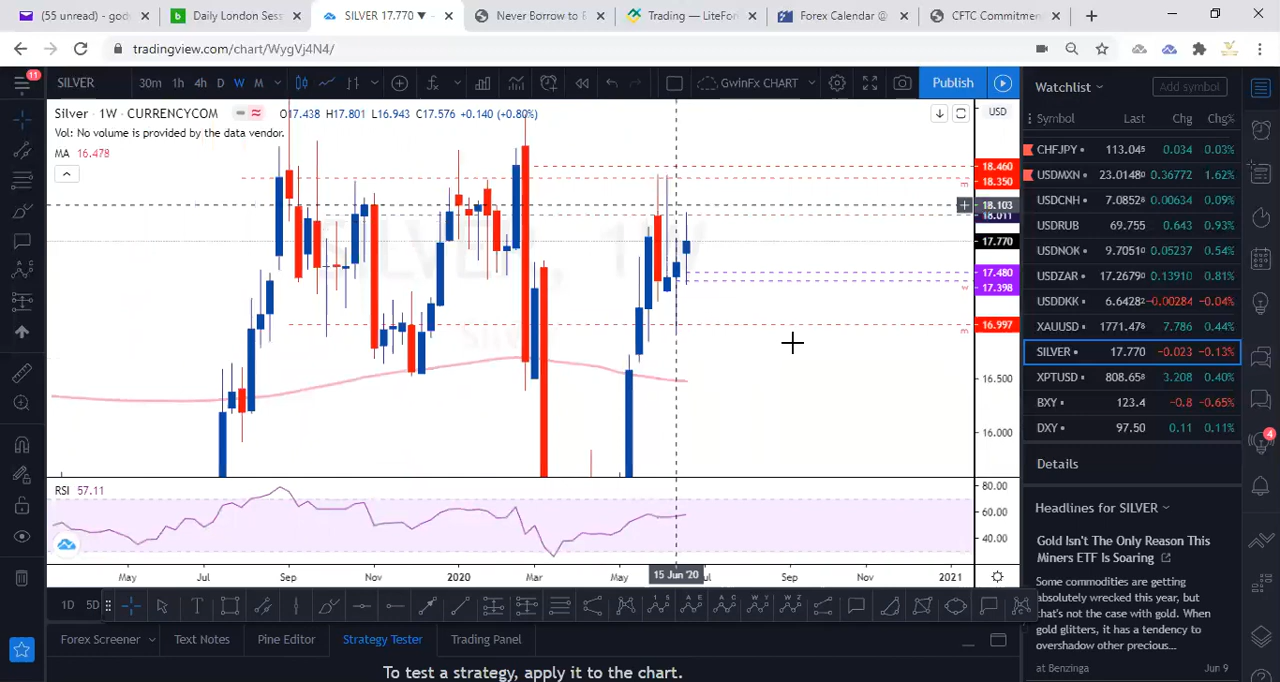 (5 unread) - god
Daily London Ses
SILVER 17.770 ▼
Never Borrow to E
Trading — LiteFor
Forex Calendar @
CFTC Commitmen
tradingview.com/chart/WygVj4N4/
11
SILVER
30m 1h 4h D W M
GwinFx CHART
Publish
Silver · 1W · CURRENCYCOM
O17.438 H17.801 L16.943 C17.576 +0.140 (+0.80%)
Vol: No volume is provided by the data vendor.
MA 16.478
USD
18.460
18.350
18.103
18.011
17.770
17.480
17.398
16.997
16.500
16.000
m
w
m
RSI 57.11
80.00
60.00
40.00
May Jul Sep Nov 2020 Mar May 15 Jun '20 Sep Nov 2021
1D 5D
Forex Screener
Text Notes
Pine Editor
Strategy Tester
Trading Panel
To test a strategy, apply it to the chart.
Watchlist
Add symbol
Symbol Last Chg Chg%
CHFJPY 113.045 0.034 0.03%
USDMXN 23.01480 0.36772 1.62%
USDCNH 7.08528 0.00634 0.09%
USDRUB 69.755 0.643 0.93%
USDNOK 9.70510 0.05237 0.54%
USDZAR 17.26790 0.13910 0.81%
USDDKK 6.64282 -0.00284 -0.04%
XAUUSD 1771.478 7.786 0.44%
SILVER 17.770 -0.023 -0.13%
XPTUSD 808.658 3.208 0.40%
BXY 123.4 -0.8 -0.65%
DXY 97.50 0.11 0.11%
4
Details
Headlines for SILVER
Gold Isn't The Only Reason This
Miners ETF Is Soaring
Some commodities are getting
absolutely wrecked this year, but
that's not the case with gold. When
gold glitters, it has a tendency to
overshadow other precious...
at Benzinga
Jun 9